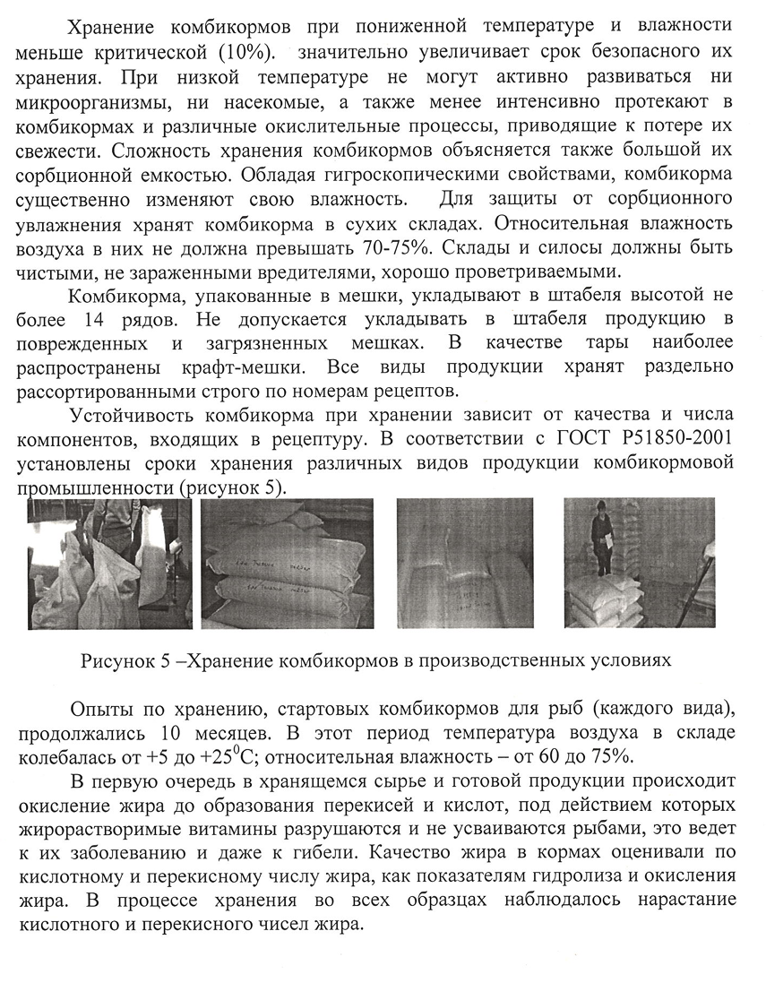 Хранение комбикормов при пониженной температуре и влажности
меньше критической (10%). значительно увеличивает срок безопасного их
хранения. При низкой температуре не могут активно развиваться ни
микроорганизмы, ни насекомые, а также менее интенсивно протекают в
комбикормах и различные окислительные процессы, приводящие к потере их
свежести. Сложность хранения комбикормов объясняется также большой их
сорбционной емкостью. Обладая гигроскопическими свойствами, комбикорма
существенно изменяют свою влажность. Для защиты от сорбционного
увлажнения хранят комбикорма в сухих складах. Относительная влажность
воздуха в них не должна превышать 70-75%. Склады и силосы должны быть
чистыми, не зараженными вредителями, хорошо проветриваемыми.
Комбикорма, упакованные в мешки, укладывают в штабеля высотой не
более 14 рядов. Не допускается укладывать в штабеля продукцию в
поврежденных и загрязненных мешках. В качестве тары наиболее
распространены крафт-мешки. Все виды продукции хранят раздельно
рассортированными строго по номерам рецептов.
Устойчивость комбикорма при хранении зависит от качества и числа
компонентов, входящих в рецептуру. В соответствии с ГОСТ Р51850-2001
установлены сроки хранения различных видов продукции комбикормовой
промышленности (рисунок 5).
Рисунок 5 –Хранение комбикормов в производственных условиях
Опыты по хранению, стартовых комбикормов для рыб (каждого вида),
продолжались 10 месяцев. В этот период температура воздуха в складе
колебалась от +5 до +25⁰С; относительная влажность – от 60 до 75%.
В первую очередь в хранящемся сырье и готовой продукции происходит
окисление жира до образования перекисей и кислот, под действием которых
жирорастворимые витамины разрушаются и не усваиваются рыбами, это ведет
к их заболеванию и даже к гибели. Качество жира в кормах оценивали по
кислотному и перекисному числу жира, как показателям гидролиза и окисления
жира. В процессе хранения во всех образцах наблюдалось нарастание
кислотного и перекисного чисел жира.